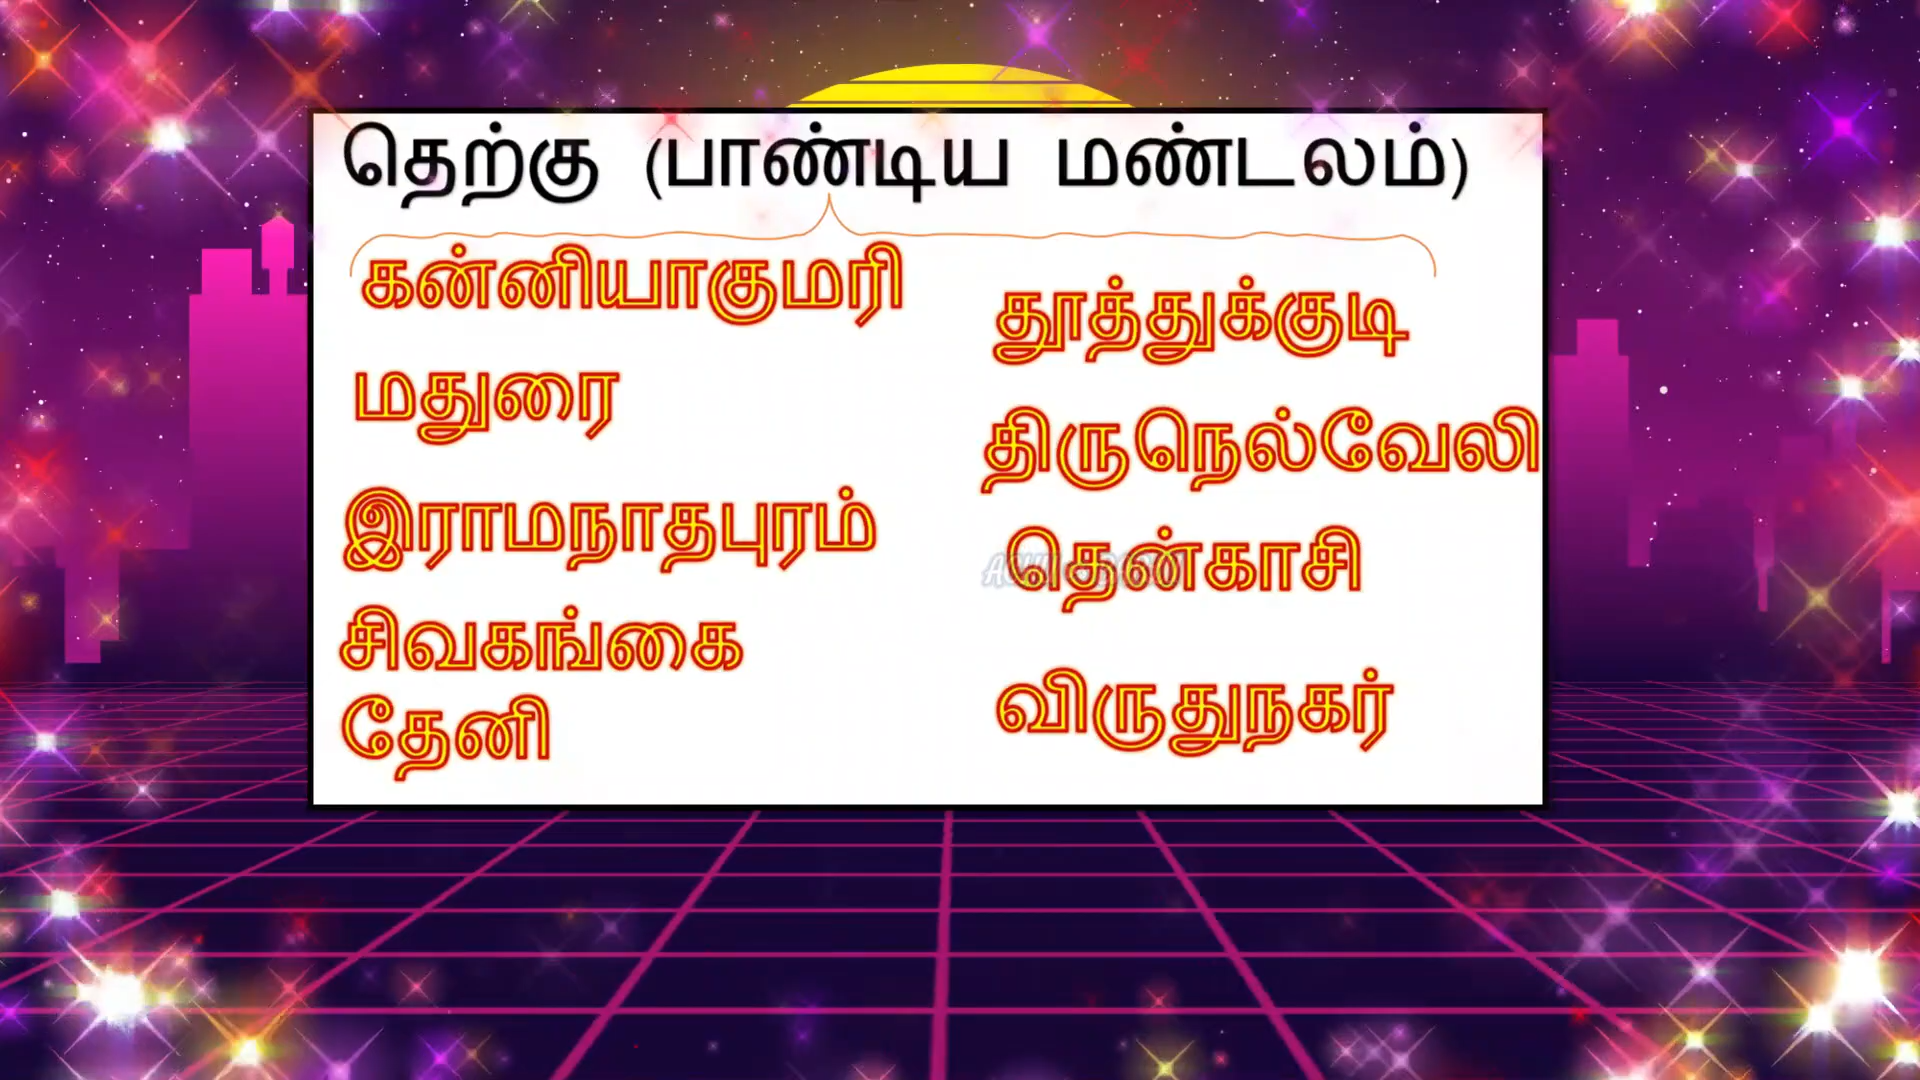 தெற்கு (பாண்டிய மண்டலம்)
கன்னியாகுமரி
மதுரை
இராமநாதபுரம்
சிவகங்கை
தேனி
தூத்துக்குடி
திருநெல்வேலி
தென்காசி
விருதுநகர்